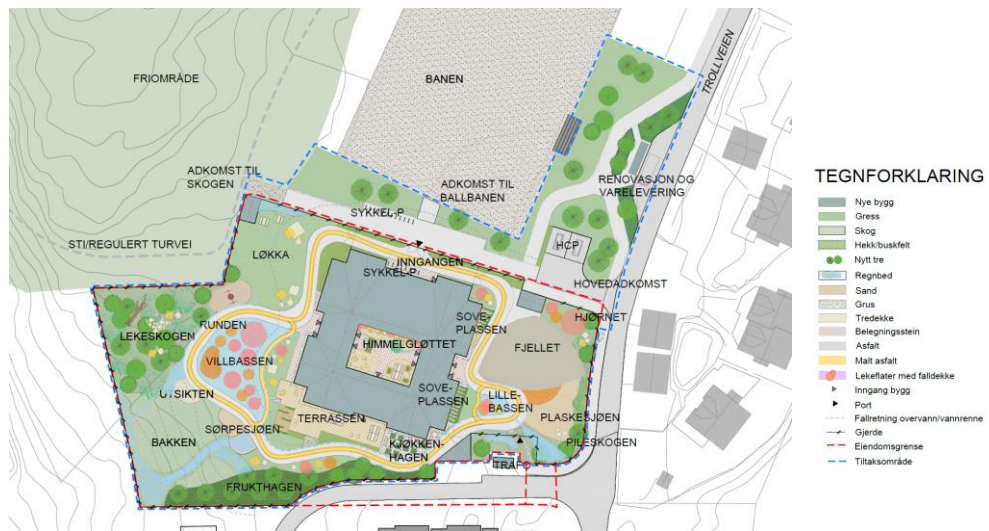 FRIOMRÅDE
BANEN
TROLLVEIEN
ADKOMST TIL
SKOGEN
ADKOMST TIL
BALLBANEN
RENOVASJON OG
VARELEVERING
SYKKEL-P
STI/REGULERT TURVEI
LØKKA
INNGANGEN
SYKKEL-P
HCP
HOVEDADKOMST
HJØRNET
LEKESKOGEN
RUNDEN
VILLBASSEN
HIMMELGLØTTET
SOVE-
PLASSEN
FJELLET
UTSIKTEN
SOVE-
PLASSEN
LILLE-
BASSEN
TERRASSEN
PLASKESJØEN
SØRPESJØEN
BAKKEN
KJØKKEN-
HAGEN
PILESKOGEN
TRAFO
FRUKTHAGEN
TEGNFORKLARING
Nye bygg
Gress
Skog
Hekk/buskfelt
Nytt tre
Regnbed
Sand
Grus
Tredekke
Belegningsstein
Asfalt
Malt asfalt
Lekeflater med falldekke
Inngang bygg
Port
Fallretning overvann/vannrenne
Gjerde
Eiendomsgrense
Tiltaksområde